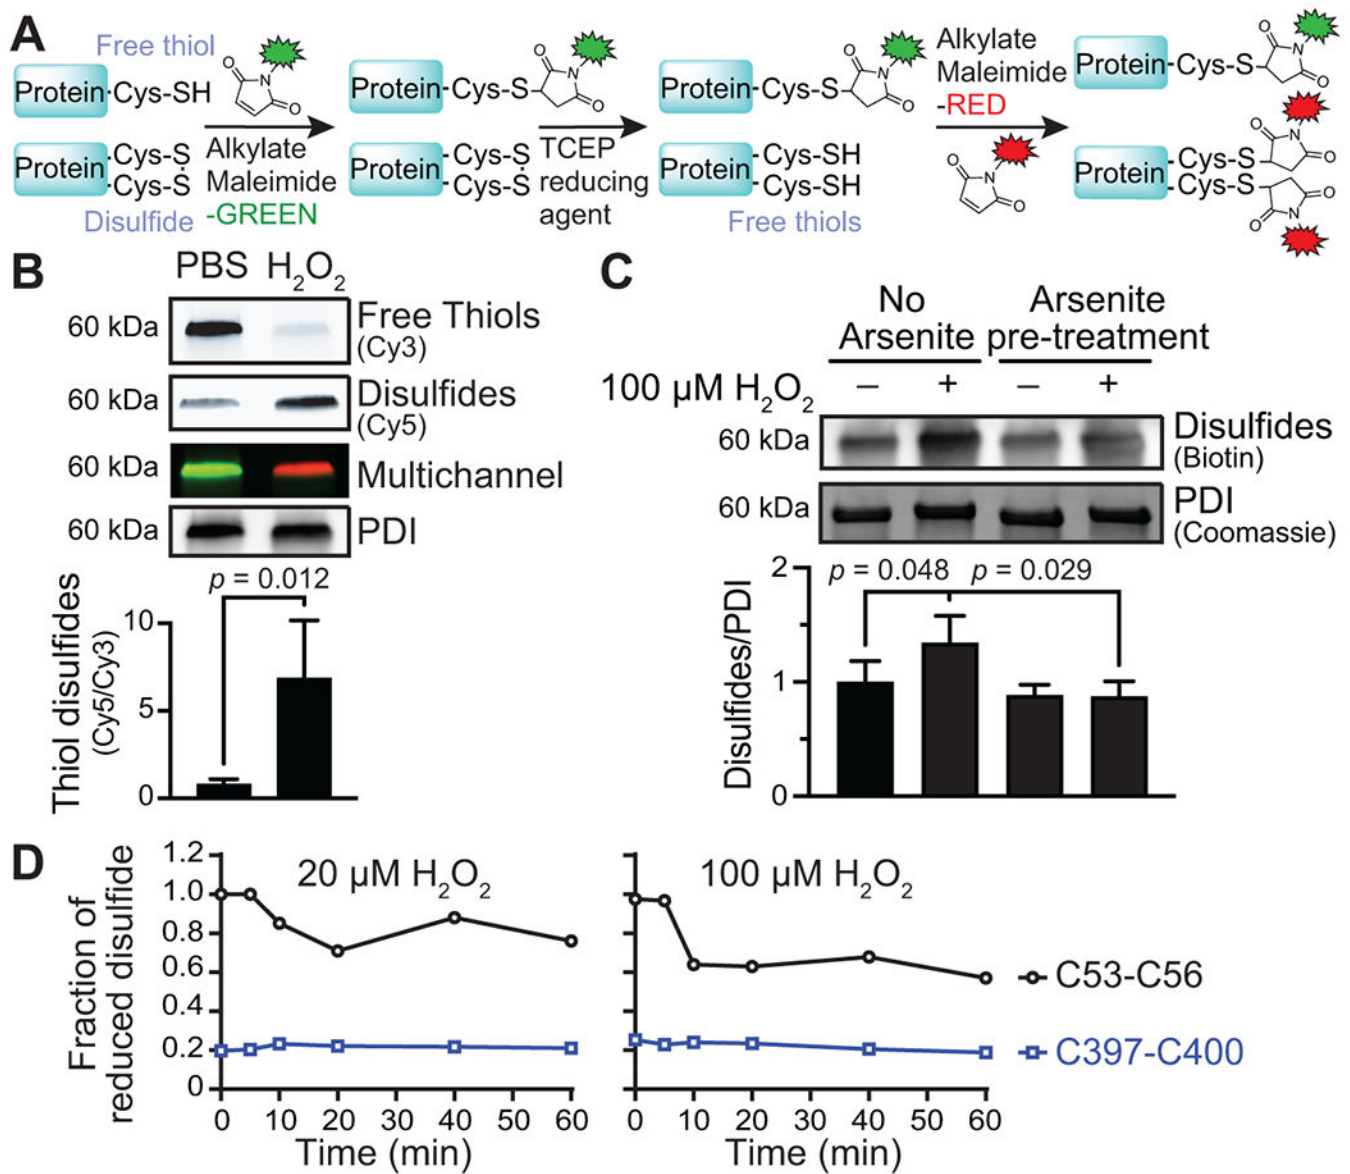 A
Free thiol
Protein
Cys-SH
O
N
O
Protein
Cys-S
Cys-S
Disulfide
Alkylate
Maleimide
-GREEN
Protein
Cys-S
O
N
O
Protein
Cys-S
Cys-S
TCEP
reducing
agent
Protein
Cys-S
O
N
O
Protein
Cys-SH
Cys-SH
Free thiols
Alkylate
Maleimide
-RED
O
N
O
Protein
Cys-S
O
N
O
Protein
Cys-S
Cys-S
O
N
O
O
N
O
B
PBS H₂O₂
60 kDa Free Thiols
(Cy3)
60 kDa Disulfides
(Cy5)
60 kDa Multichannel
60 kDa PDI
p = 0.012
Thiol disulfides
(Cy5/Cy3)
10
5
0
C
No
Arsenite
Arsenite
pre-treatment
100 µM H₂O₂ – + – +
60 kDa Disulfides
(Biotin)
60 kDa PDI
(Coomassie)
p = 0.048 p = 0.029
Disulfides/PDI
2
1
0
D
Fraction of
reduced disulfide
1.2
1.0
0.8
0.6
0.4
0.2
0
20 µM H₂O₂
0 10 20 30 40 50 60
Time (min)
100 µM H₂O₂
0 10 20 30 40 50 60
Time (min)
C53-C56
C397-C400